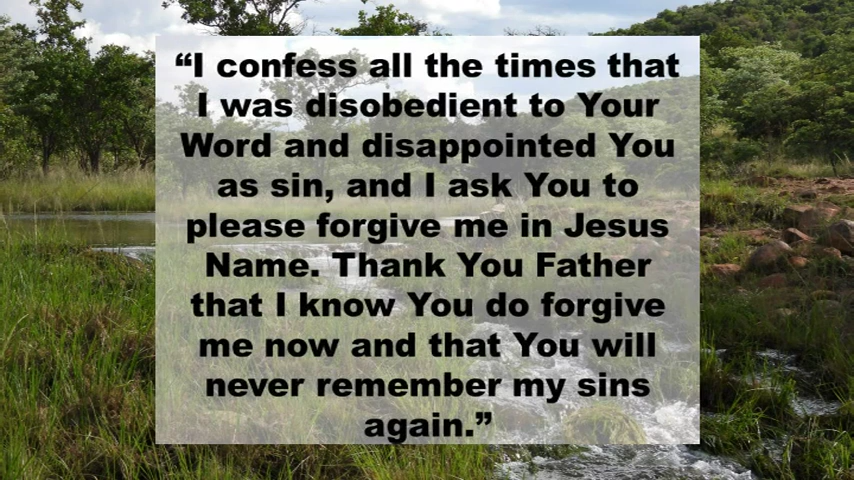 “I confess all the times that
I was disobedient to Your
Word and disappointed You
as sin, and I ask You to
please forgive me in Jesus
Name. Thank You Father
that I know You do forgive
me now and that You will
never remember my sins
again.”